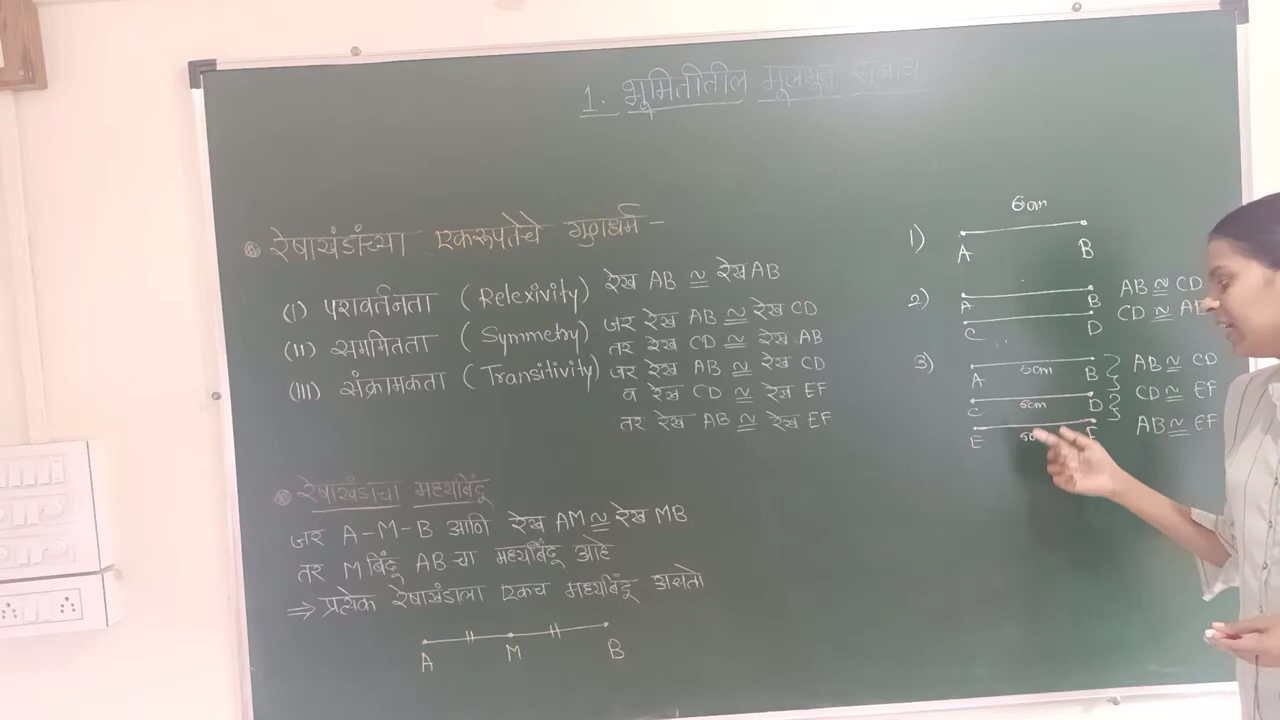 1. भूमितीतील मूलभूत
रेषाखंडांच्या एकरूपतेचे गुणधर्म -
(I) परावर्तनता (Relexivity) रेख AB ≅ रेख AB
(II) सममितता (Symmetry) जर रेख AB ≅ रेख CD
तर रेख CD ≅ रेख AB
(III) संक्रामकता (Transitivity) जर रेख AB ≅ रेख CD
व रेख CD ≅ रेख EF
तर रेख AB ≅ रेख EF
रेषाखंडाचा मध्यबिंदू
जर A-M-B आणि रेख AM ≅ रेख MB
तर M बिंदू AB चा मध्यबिंदू आहे
⇒ प्रत्येक रेषाखंडाला एकच मध्यबिंदू असतो
A M B
6cm
1) A B
2) A B AB ≅ CD
C D CD ≅ AB
3) A 5cm B AB ≅ CD
C 5cm D CD ≅ EF
E F AB ≅ EF